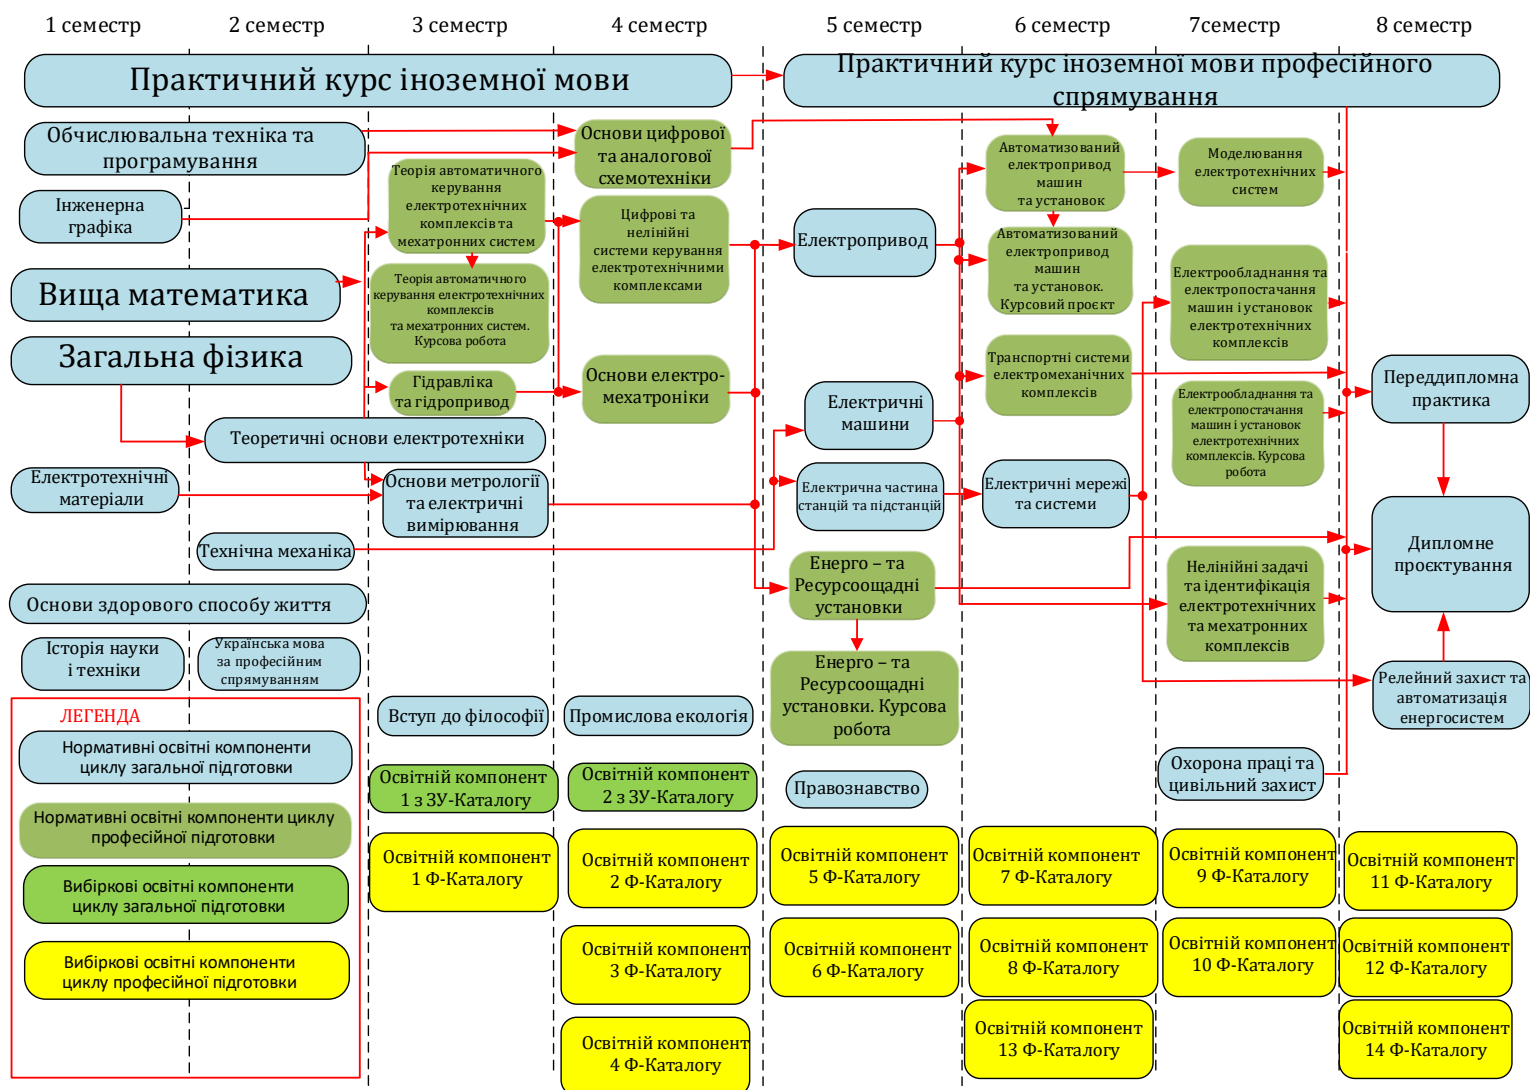 1 семестр
2 семестр
3 семестр
4 семестр
5 семестр
6 семестр
7семестр
8 семестр
Практичний курс іноземної мови
Практичний курс іноземної мови професійного
спрямування
Обчислювальна техніка та
програмування
Інженерна
графіка
Вища математика
Загальна фізика
Теоретичні основи електротехніки
Електротехнічні
матеріали
Технічна механіка
Основи здорового способу життя
Історія науки
і техніки
Українська мова
за професійним
спрямуванням
Теорія автоматичного
керування
електротехнічних
комплексів та
мехатронних систем
Теорія автоматичного
керування електротехнічних
комплексів
та мехатронних систем.
Курсова робота
Гідравліка
та гідропривод
Основи метрології
та електричні
вимірювання
Вступ до філософії
Освітній компонент
1 з ЗУ-Каталогу
Освітній компонент
1 Ф-Каталогу
Основи цифрової
та аналогової
схемотехніки
Цифрові та
нелінійні
системи керування
електротехнічними
комплексами
Основи електро-
мехатроніки
Промислова екологія
Освітній компонент
2 з ЗУ-Каталогу
Освітній компонент
2 Ф-Каталогу
Освітній компонент
3 Ф-Каталогу
Освітній компонент
4 Ф-Каталогу
Електропривод
Електричні
машини
Електрична частина
станцій та підстанцій
Енерго – та
Ресурсоощадні
установки
Енерго – та
Ресурсоощадні
установки. Курсова
робота
Правознавство
Освітній компонент
5 Ф-Каталогу
Освітній компонент
6 Ф-Каталогу
Автоматизований
електропривод
машин
та установок
Автоматизований
електропривод
машин
та установок.
Курсовий проєкт
Транспортні системи
електромеханічних
комплексів
Електричні мережі
та системи
Освітній компонент
7 Ф-Каталогу
Освітній компонент
8 Ф-Каталогу
Освітній компонент
13 Ф-Каталогу
Моделювання
електротехнічних
систем
Електрообладнання та
електропостачання
машин і установок
електротехнічних
комплексів
Електрообладнання та
електропостачання
машин і установок
електротехнічних
комплексів. Курсова
робота
Нелінійні задачі
та ідентифікація
електротехнічних
та мехатронних
комплексів
Охорона праці та
цивільний захист
Освітній компонент
9 Ф-Каталогу
Освітній компонент
10 Ф-Каталогу
Переддипломна
практика
Дипломне
проєктування
Релейний захист та
автоматизація
енергосистем
Освітній компонент
11 Ф-Каталогу
Освітній компонент
12 Ф-Каталогу
Освітній компонент
14 Ф-Каталогу
ЛЕГЕНДА
Нормативні освітні компоненти
циклу загальної підготовки
Нормативні освітні компоненти циклу
професійної підготовки
Вибіркові освітні компоненти
циклу загальної підготовки
Вибіркові освітні компоненти
циклу професійної підготовки